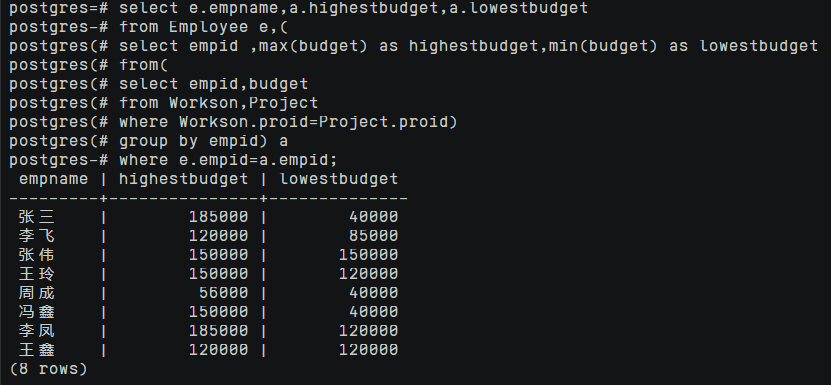 postgres=# select e.empname,a.highestbudget,a.lowestbudget
postgres-# from Employee e,(
postgres(# select empid ,max(budget) as highestbudget,min(budget) as lowestbudget
postgres(# from(
postgres(# select empid,budget
postgres(# from Workson,Project
postgres(# where Workson.proid=Project.proid)
postgres(# group by empid) a
postgres-# where e.empid=a.empid;
 empname | highestbudget | lowestbudget
---------+---------------+--------------
 张三    |        185000 |        40000
 李飞    |        120000 |        85000
 张伟    |        150000 |       150000
 王玲    |        150000 |       120000
 周成    |         56000 |        40000
 冯鑫    |        150000 |        40000
 李凤    |        185000 |       120000
 王鑫    |        120000 |       120000
(8 rows)